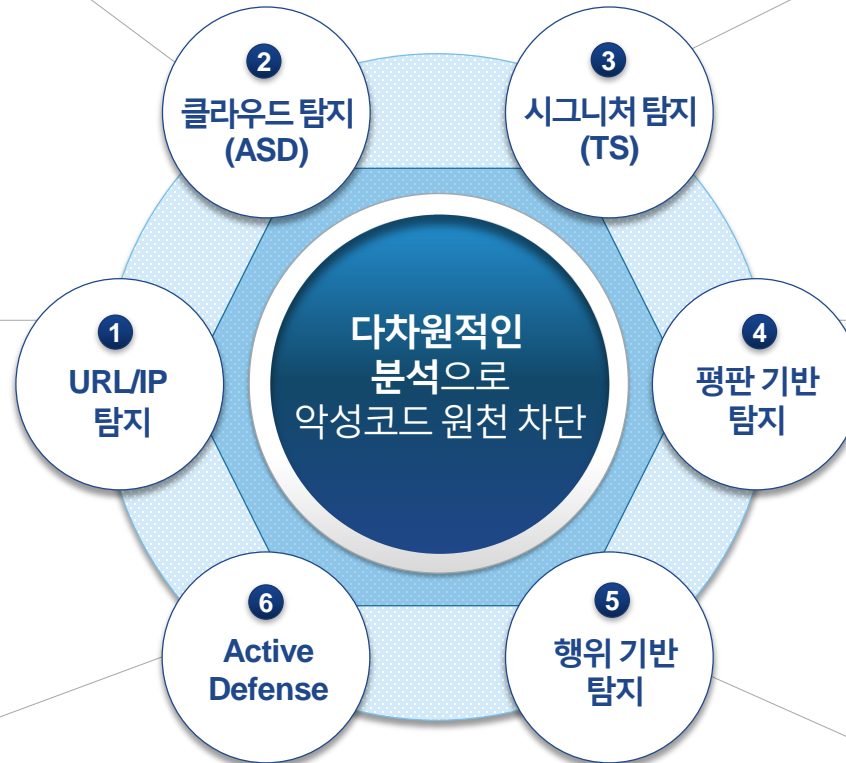 다차원적인
분석으로
악성코드 원천 차단
1
URL/IP
탐지
2
클라우드 탐지
(ASD)
3
시그니처 탐지
(TS)
4
평판 기반
탐지
5
행위 기반
탐지
6
Active
Defense